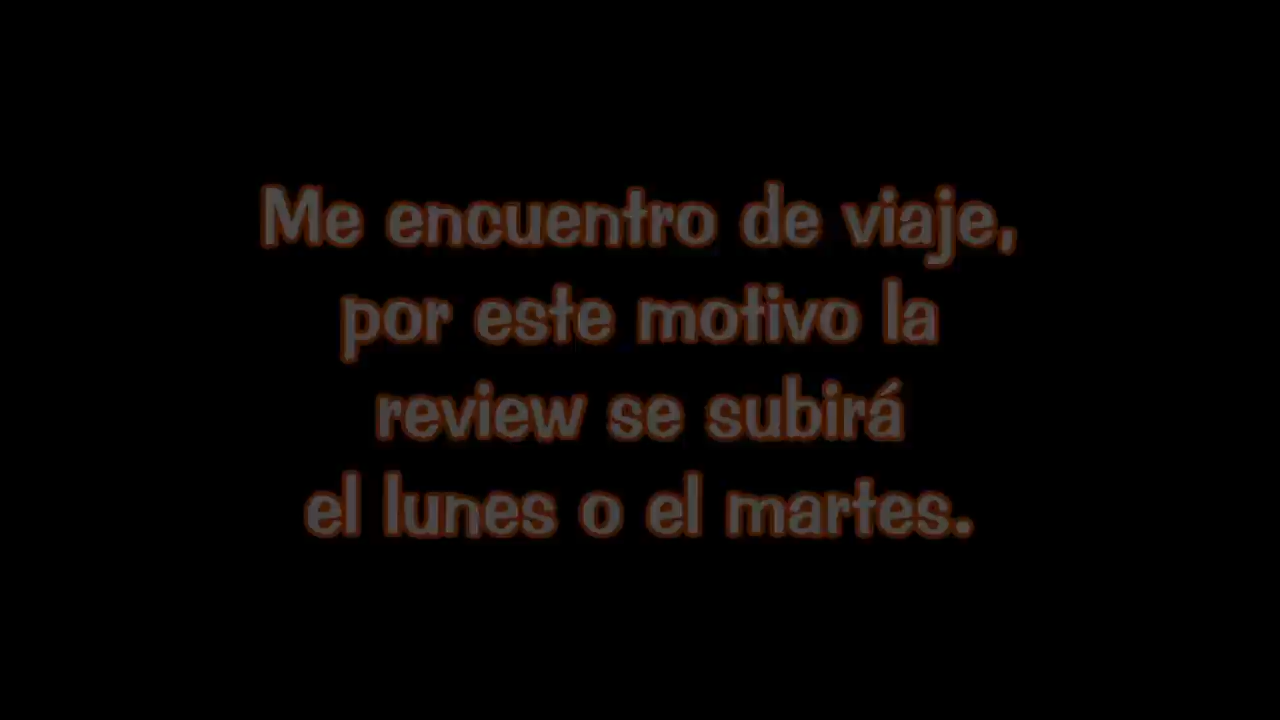 Me encuentro de viaje,
por este motivo la
review se subirá
el lunes o el martes.